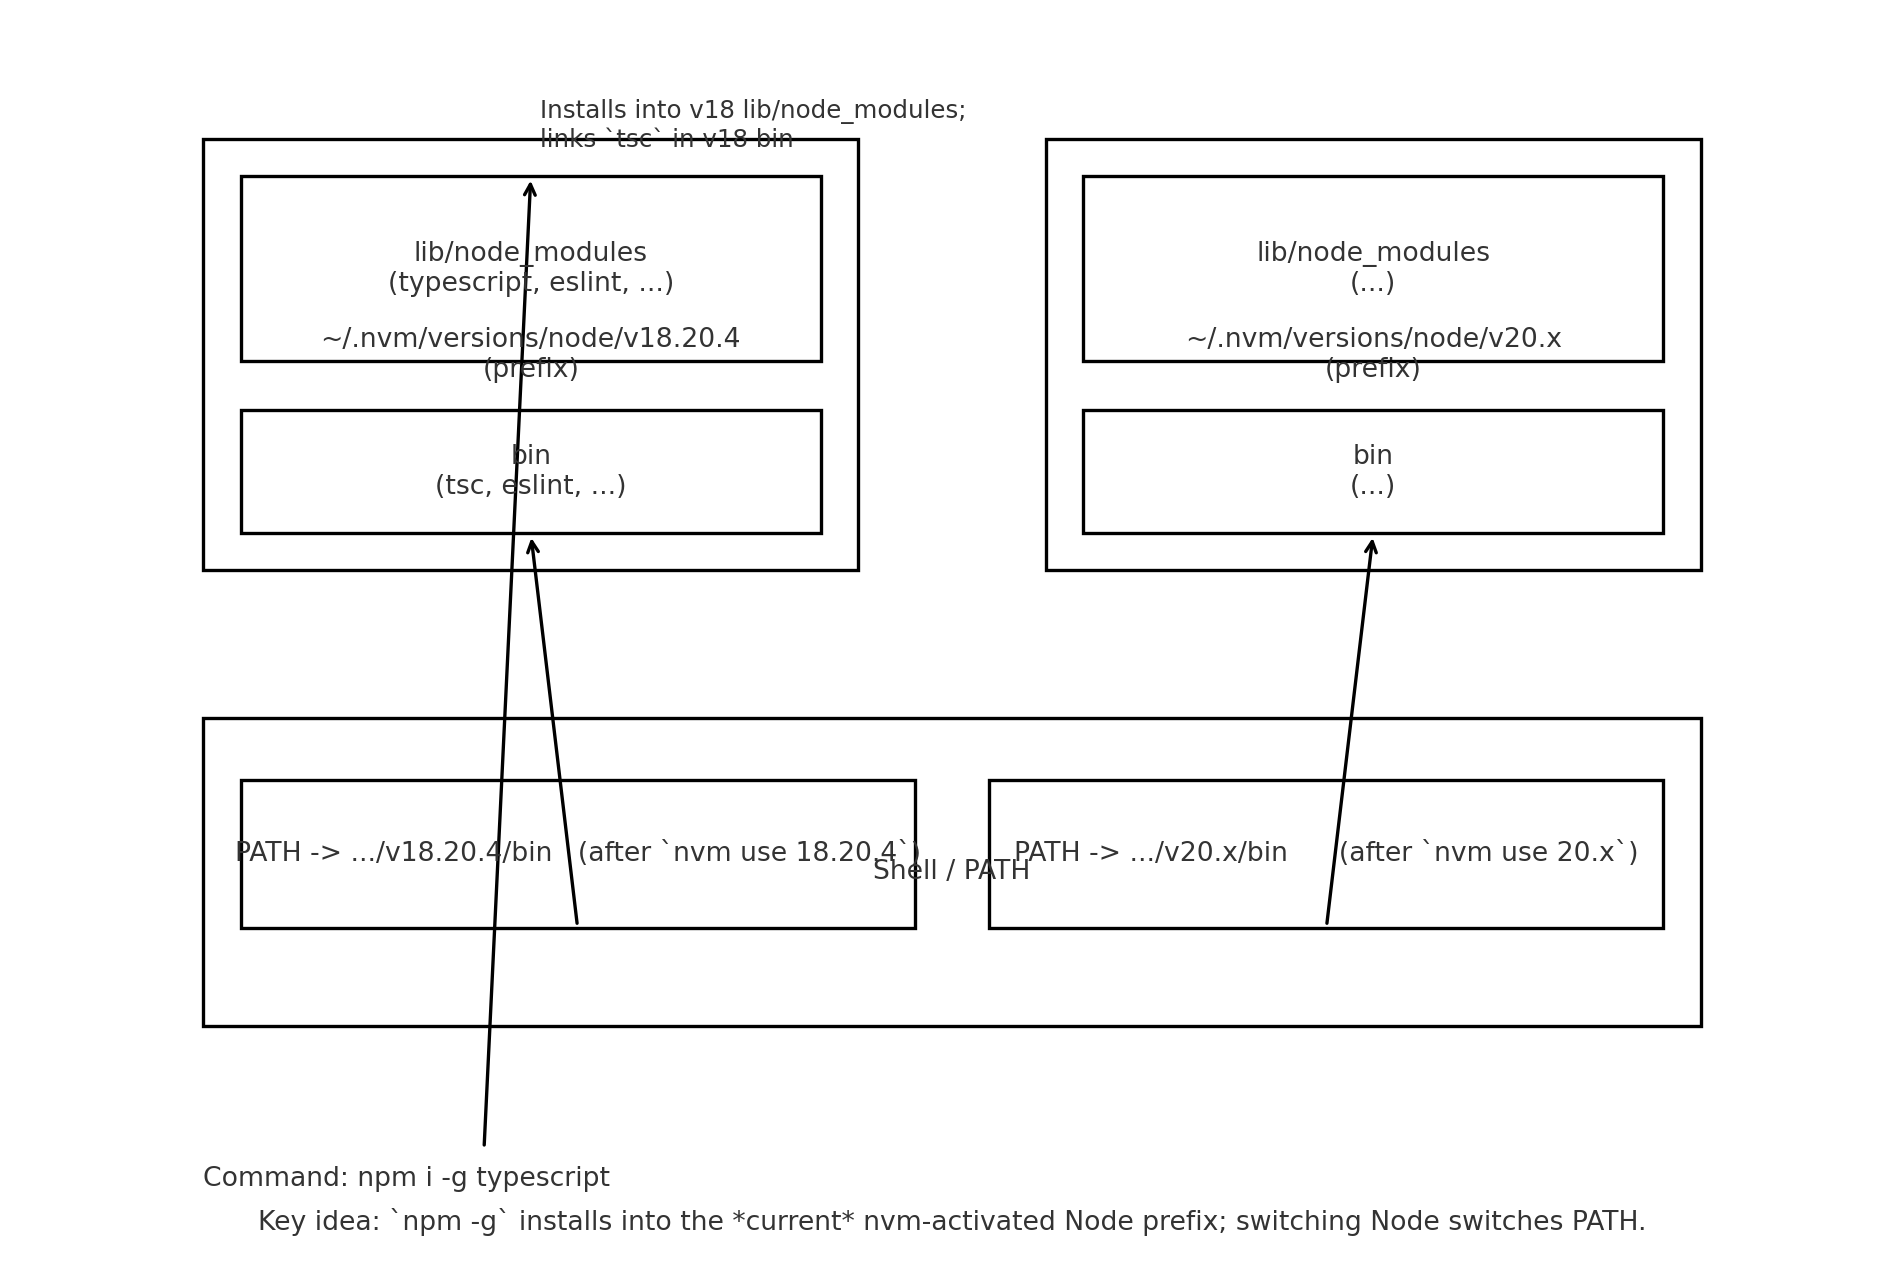 Installs into v18 lib/node_modules;
links `tsc` in v18 bin
lib/node_modules
(typescript, eslint, ...)
~/.nvm/versions/node/v18.20.4
(prefix)
bin
(tsc, eslint, ...)
lib/node_modules
(...)
~/.nvm/versions/node/v20.x
(prefix)
bin
(...)
PATH -> .../v18.20.4/bin   (after `nvm use 18.20.4`)
Shell / PATH
PATH -> .../v20.x/bin      (after `nvm use 20.x`)
Command: npm i -g typescript
Key idea: `npm -g` installs into the *current* nvm-activated Node prefix; switching Node switches PATH.